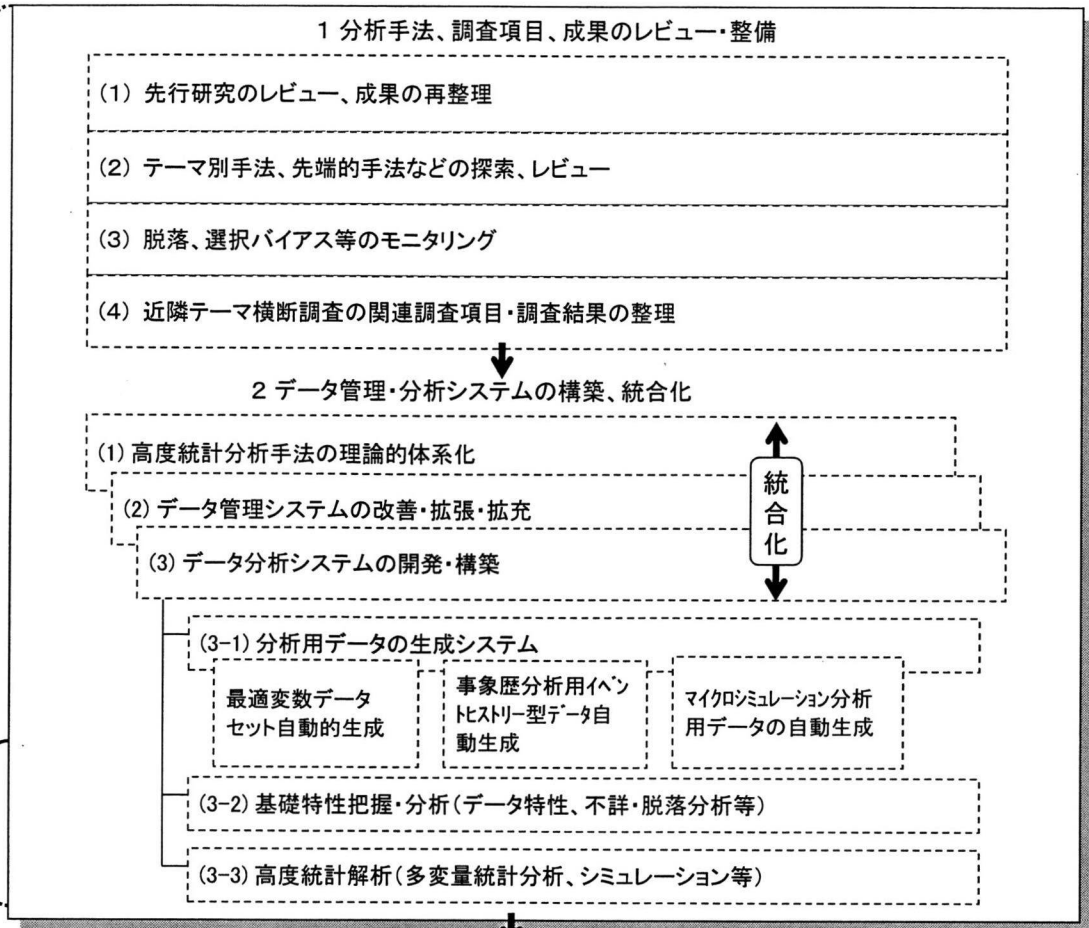 1 分析手法、調査項目、成果のレビュー・整備
(1) 先行研究のレビュー、成果の再整理
(2) テーマ別手法、先端的手法などの探索、レビュー
(3) 脱落、選択バイアス等のモニタリング
(4) 近隣テーマ横断調査の関連調査項目・調査結果の整理
2 データ管理・分析システムの構築、統合化
(1) 高度統計分析手法の理論的体系化
(2) データ管理システムの改善・拡張・拡充
(3) データ分析システムの開発・構築
統
合
化
(3-1) 分析用データの生成システム
最適変数データ
セット自動的生成
事象歴分析用ｲﾍﾞﾝ
ﾄﾋｽﾄﾘｰ型ﾃﾞｰﾀ自
動生成
ﾏｲｸﾛｼﾐｭﾚｰｼｮﾝ分析
用データの自動生成
(3-2) 基礎特性把握・分析(データ特性、不詳・脱落分析等)
(3-3) 高度統計解析(多変量統計分析、シミュレーション等)